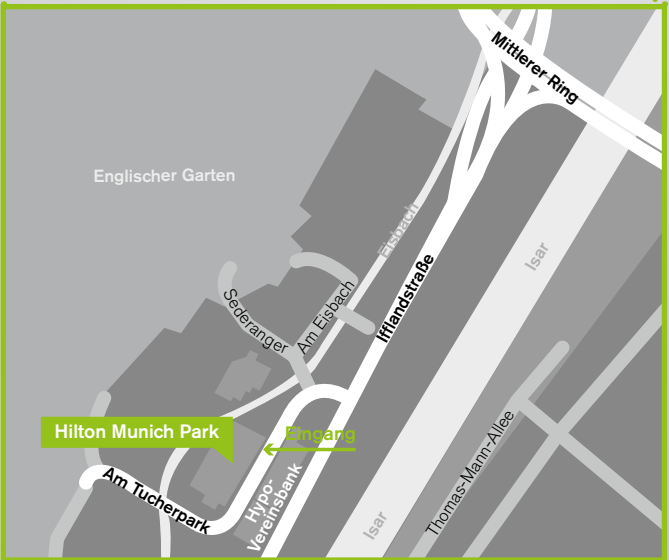 Mittlerer Ring
Englischer Garten
Eisbach
Isar
Ifflandstraße
Sederanger
Am Eisbach
Hilton Munich Park
Eingang
Thomas-Mann-Allee
Am Tucherpark
Hypo-
Vereinsbank
Isar